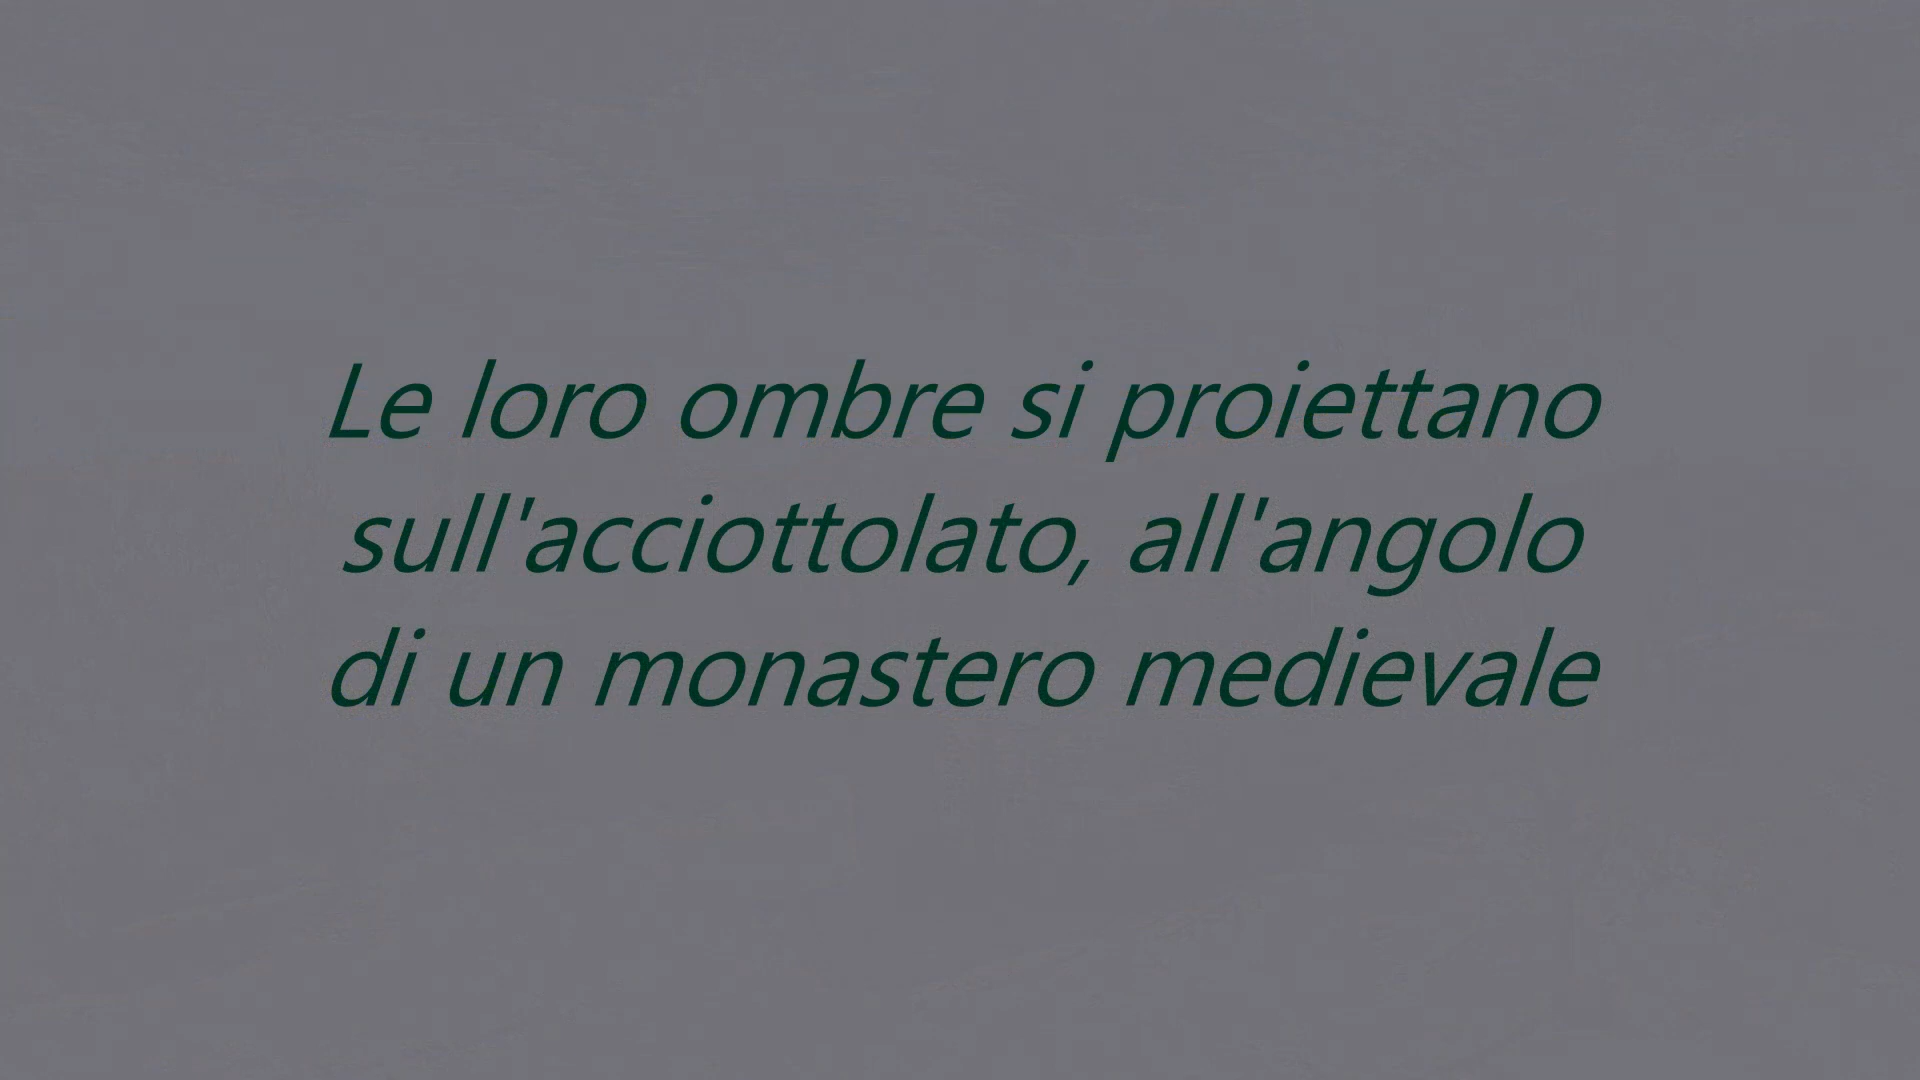 Le loro ombre si proiettano
sull'acciottolato, all'angolo
di un monastero medievale